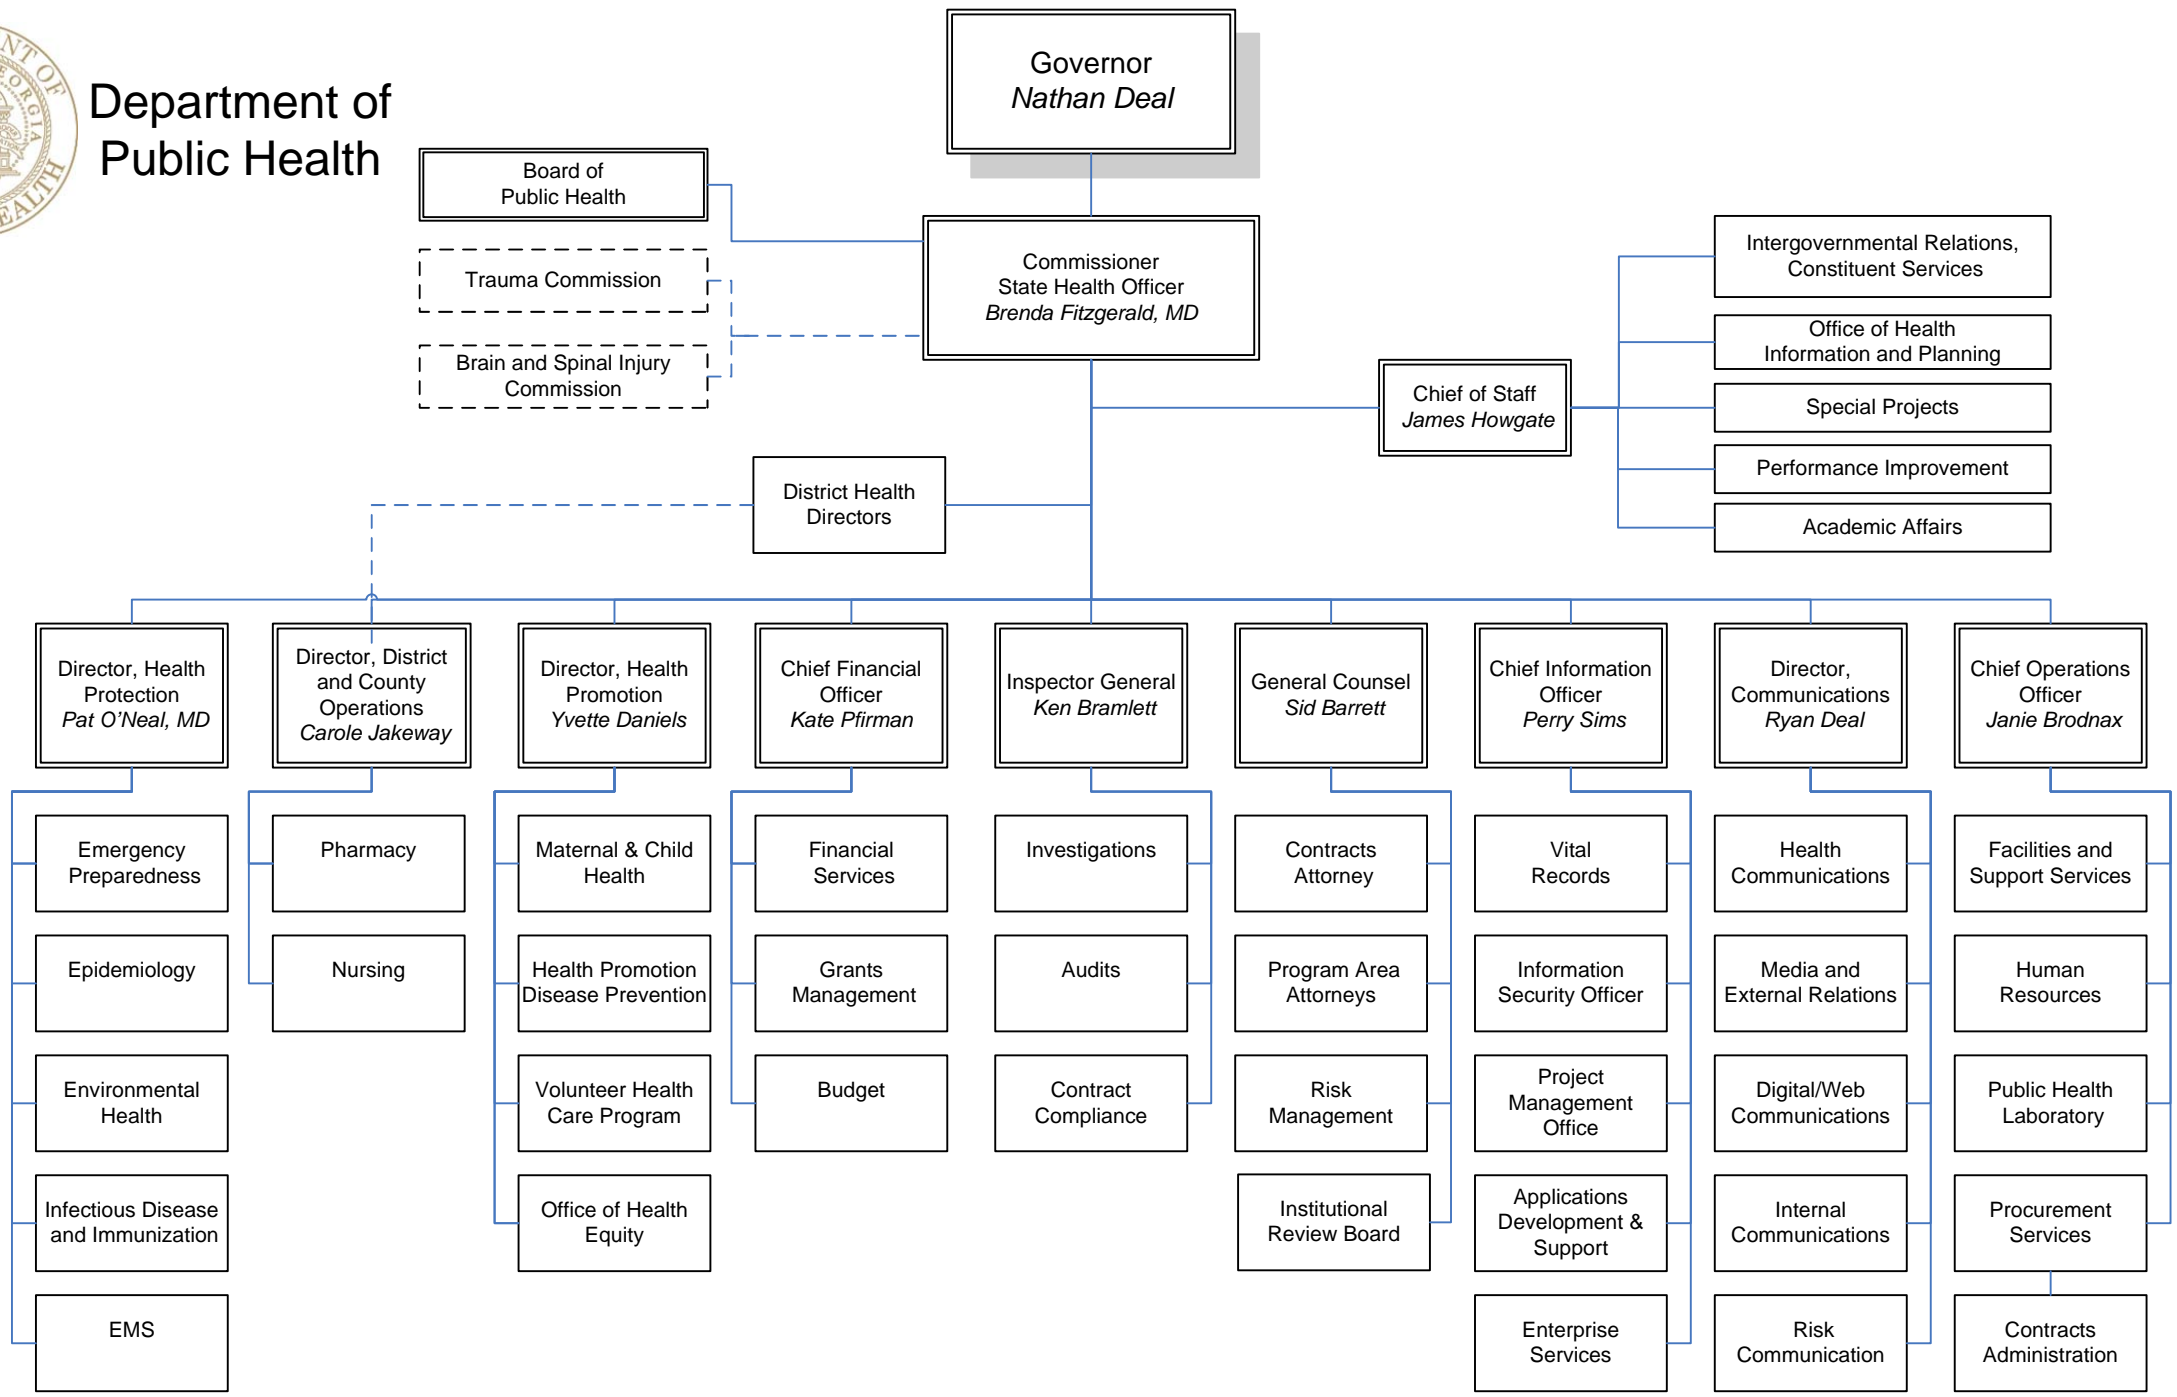 Department of
Public Health
Governor
Nathan Deal
Board of
Public Health
Trauma Commission
Brain and Spinal Injury
Commission
Commissioner
State Health Officer
Brenda Fitzgerald, MD
Chief of Staff
James Howgate
Intergovernmental Relations,
Constituent Services
Office of Health
Information and Planning
Special Projects
Performance Improvement
Academic Affairs
District Health
Directors
Director, Health
Protection
Pat O’Neal, MD
Director, District
and County
Operations
Carole Jakeway
Director, Health
Promotion
Yvette Daniels
Chief Financial
Officer
Kate Pfirman
Inspector General
Ken Bramlett
General Counsel
Sid Barrett
Chief Information
Officer
Perry Sims
Director,
Communications
Ryan Deal
Chief Operations
Officer
Janie Brodnax
Emergency
Preparedness
Epidemiology
Environmental
Health
Infectious Disease
and Immunization
EMS
Pharmacy
Nursing
Maternal & Child
Health
Health Promotion
Disease Prevention
Volunteer Health
Care Program
Office of Health
Equity
Financial
Services
Grants
Management
Budget
Investigations
Audits
Contract
Compliance
Contracts
Attorney
Program Area
Attorneys
Risk
Management
Institutional
Review Board
Vital
Records
Information
Security Officer
Project
Management
Office
Applications
Development &
Support
Enterprise
Services
Health
Communications
Media and
External Relations
Digital/Web
Communications
Internal
Communications
Risk
Communication
Facilities and
Support Services
Human
Resources
Public Health
Laboratory
Procurement
Services
Contracts
Administration